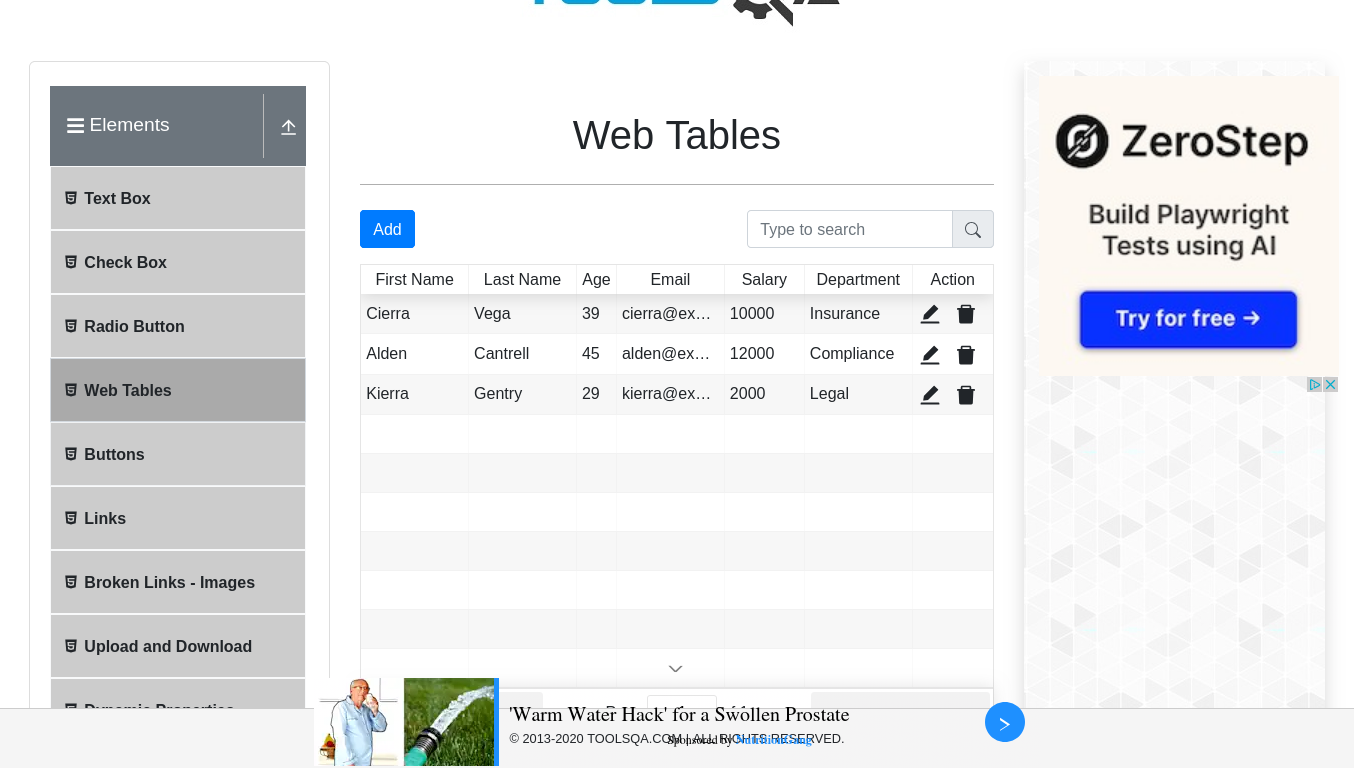 Elements
Text Box
Check Box
Radio Button
Web Tables
Buttons
Links
Broken Links - Images
Upload and Download
Web Tables
Add
Type to search
First Name Last Name Age Email Salary Department Action
Cierra Vega 39 cierra@ex… 10000 Insurance
Alden Cantrell 45 alden@ex… 12000 Compliance
Kierra Gentry 29 kierra@ex… 2000 Legal
ZeroStep
Build Playwright
Tests using AI
Try for free →
'Warm Water Hack' for a Swollen Prostate
© 2013-2020 TOOLSQA.COM | ALL RIGHTS RESERVED.
Sponsored by